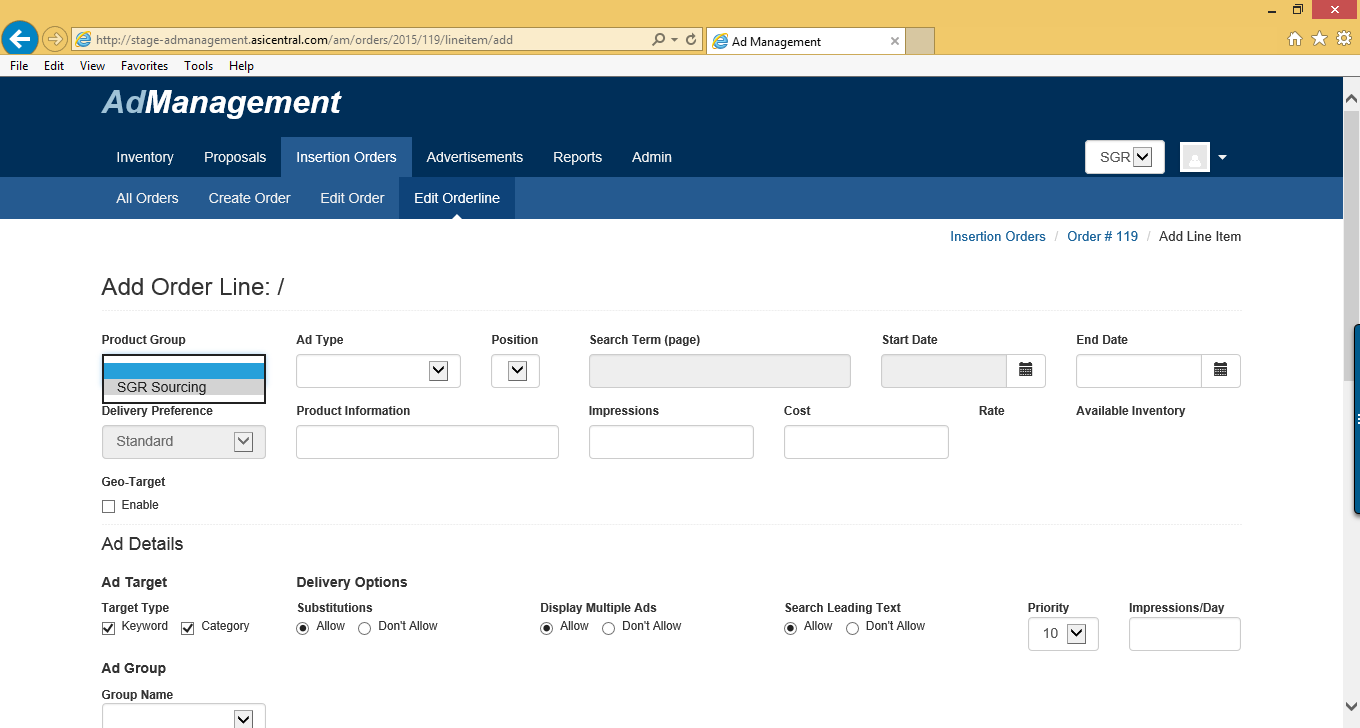 http://stage-admanagement.asicentral.com/am/orders/2015/119/lineitem/add
Ad Management
File Edit View Favorites Tools Help
AdManagement
Inventory Proposals Insertion Orders Advertisements Reports Admin SGR
All Orders Create Order Edit Order Edit Orderline
Insertion Orders / Order # 119 / Add Line Item
Add Order Line: /
Product Group Ad Type Position Search Term (page) Start Date End Date
SGR Sourcing
Delivery Preference Product Information Impressions Cost Rate Available Inventory
Standard
Geo-Target
Enable
Ad Details
Ad Target Delivery Options
Target Type Substitutions Display Multiple Ads Search Leading Text Priority Impressions/Day
Keyword Category Allow Don't Allow Allow Don't Allow Allow Don't Allow 10
Ad Group
Group Name